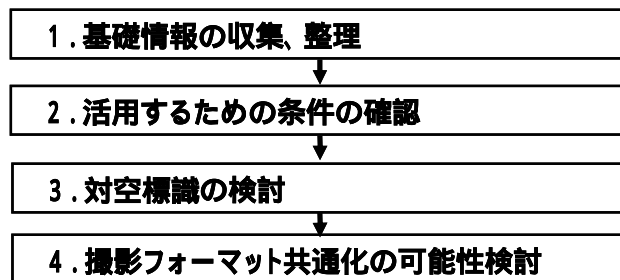 1．基礎情報の収集、整理
2．活用するための条件の確認
3．対空標識の検討
4．撮影フォーマット共通化の可能性検討